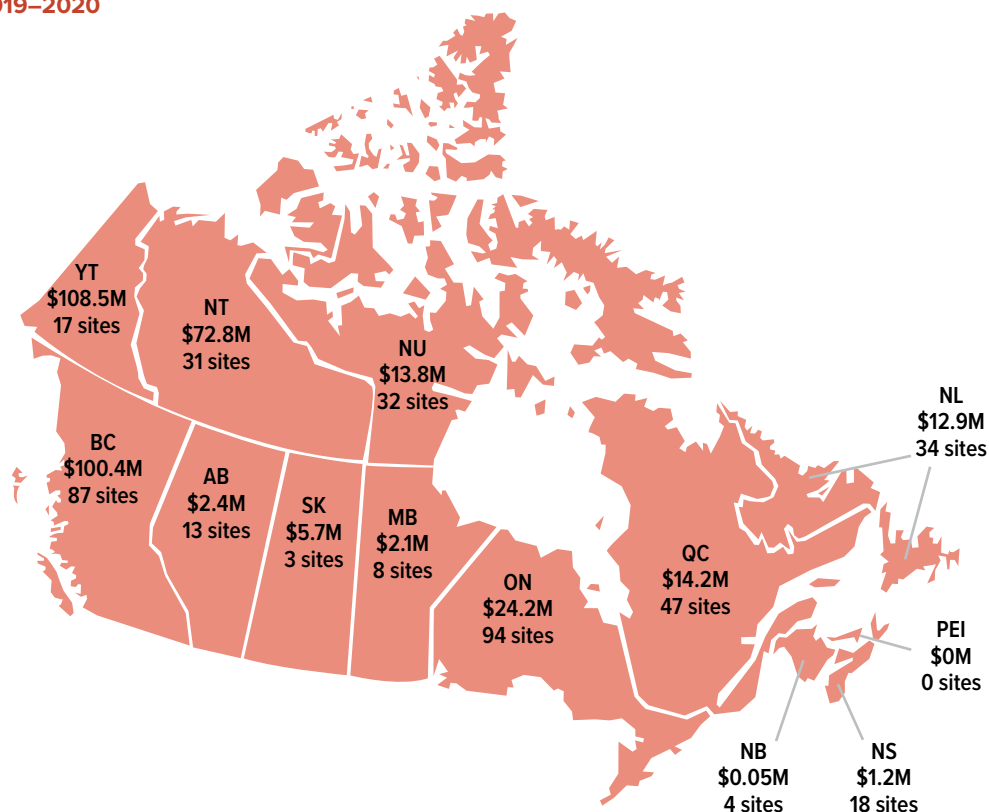 YT
$108.5M
17 sites
NT
$72.8M
31 sites
NU
$13.8M
32 sites
BC
$100.4M
87 sites
AB
$2.4M
13 sites
SK
$5.7M
3 sites
MB
$2.1M
8 sites
ON
$24.2M
94 sites
QC
$14.2M
47 sites
NL
$12.9M
34 sites
PEI
$0M
0 sites
NB
$0.05M
4 sites
NS
$1.2M
18 sites